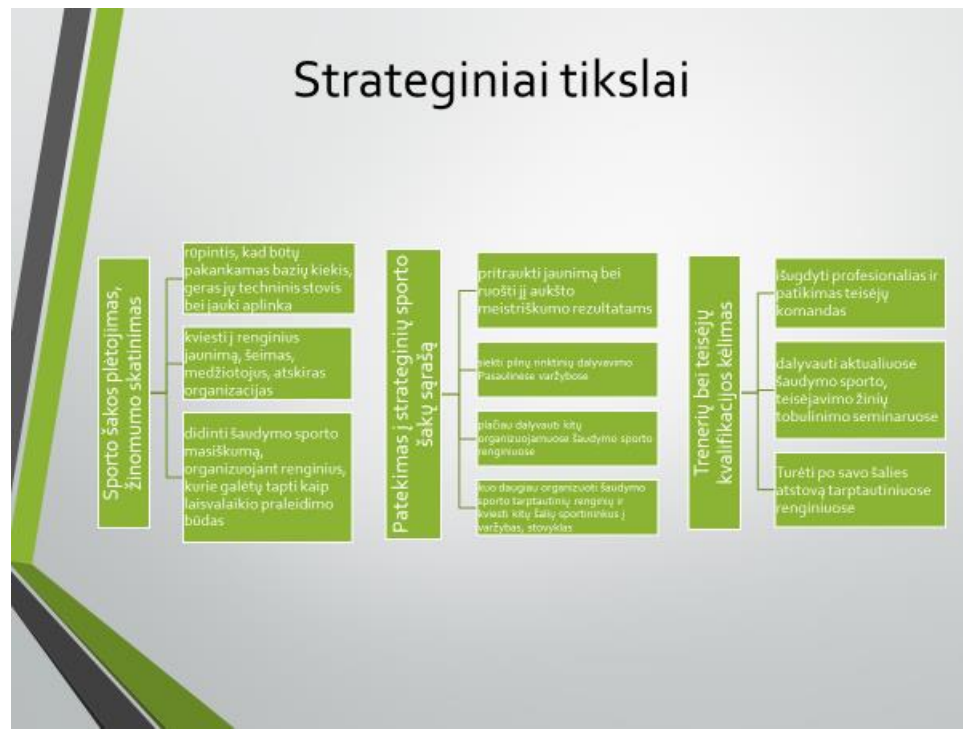 Strateginiai tikslai
Sporto šakos plėtojimas,
žinomumo skatinimas
rūpintis, kad būtų
pakankamas bazių kiekis,
geras jų techninis stovis
bei jauki aplinka
kviesti į renginius
jaunimą, šeimas,
medžiotojus, atskiras
organizacijas
didinti šaudymo sporto
masiškumą,
organizuojant renginius,
kurie galėtų tapti kaip
laisvalaikio praleidimo
būdas
Patekimas į strateginių sporto
šakų sąrašą
pritraukti jaunimą bei
ruošti jį aukšto
meistriškumo rezultatams
siekti pilnų rinktinių dalyvavimo
Pasaulinėse varžybose
plačiau dalyvauti kitų
organizuojamuose šaudymo sporto
renginiuose
kuo daugiau organizuoti šaudymo
sporto tarptautinių renginių ir
kviesti kitų šalių sportininkus į
varžybas, stovyklas
Trenerių bei teisėjų
kvalifikacijos kėlimas
išugdyti profesionalias ir
patikimas teisėjų
komandas
dalyvauti aktualiuose
šaudymo sporto,
teisėjavimo žinių
tobulinimo seminaruose
Turėti po savo šalies
atstovą tarptautiniuose
renginiuose